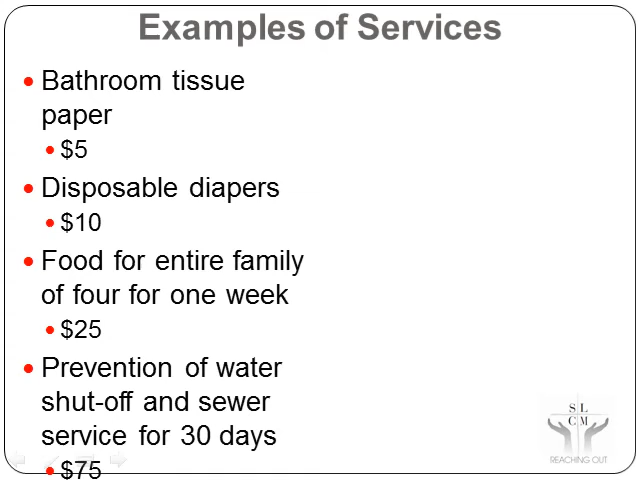 Examples of Services
• Bathroom tissue
paper
• $5
• Disposable diapers
• $10
• Food for entire family
of four for one week
• $25
• Prevention of water
shut-off and sewer
service for 30 days
• $75
S L
C M
REACHING OUT